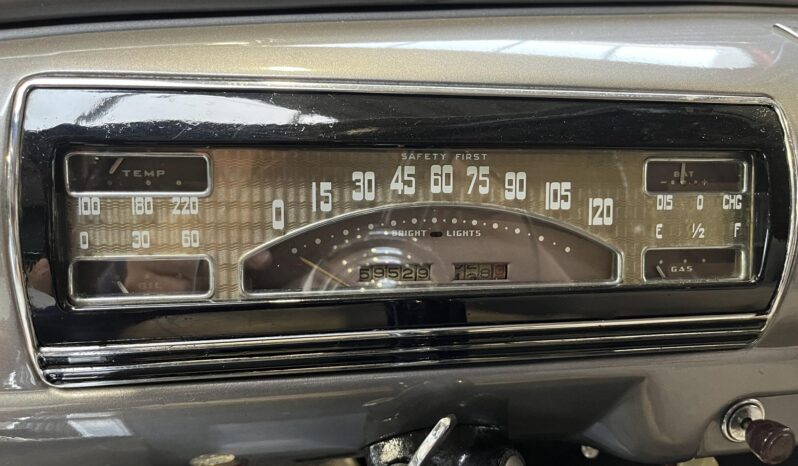 SAFETY FIRST
TEMP
100 160 220
0 30 60
OIL
0 15 30 45 60 75 90 105 120
BRIGHT LIGHTS
59529
BAT
- +
DIS 0 CHG
E ½ F
GAS